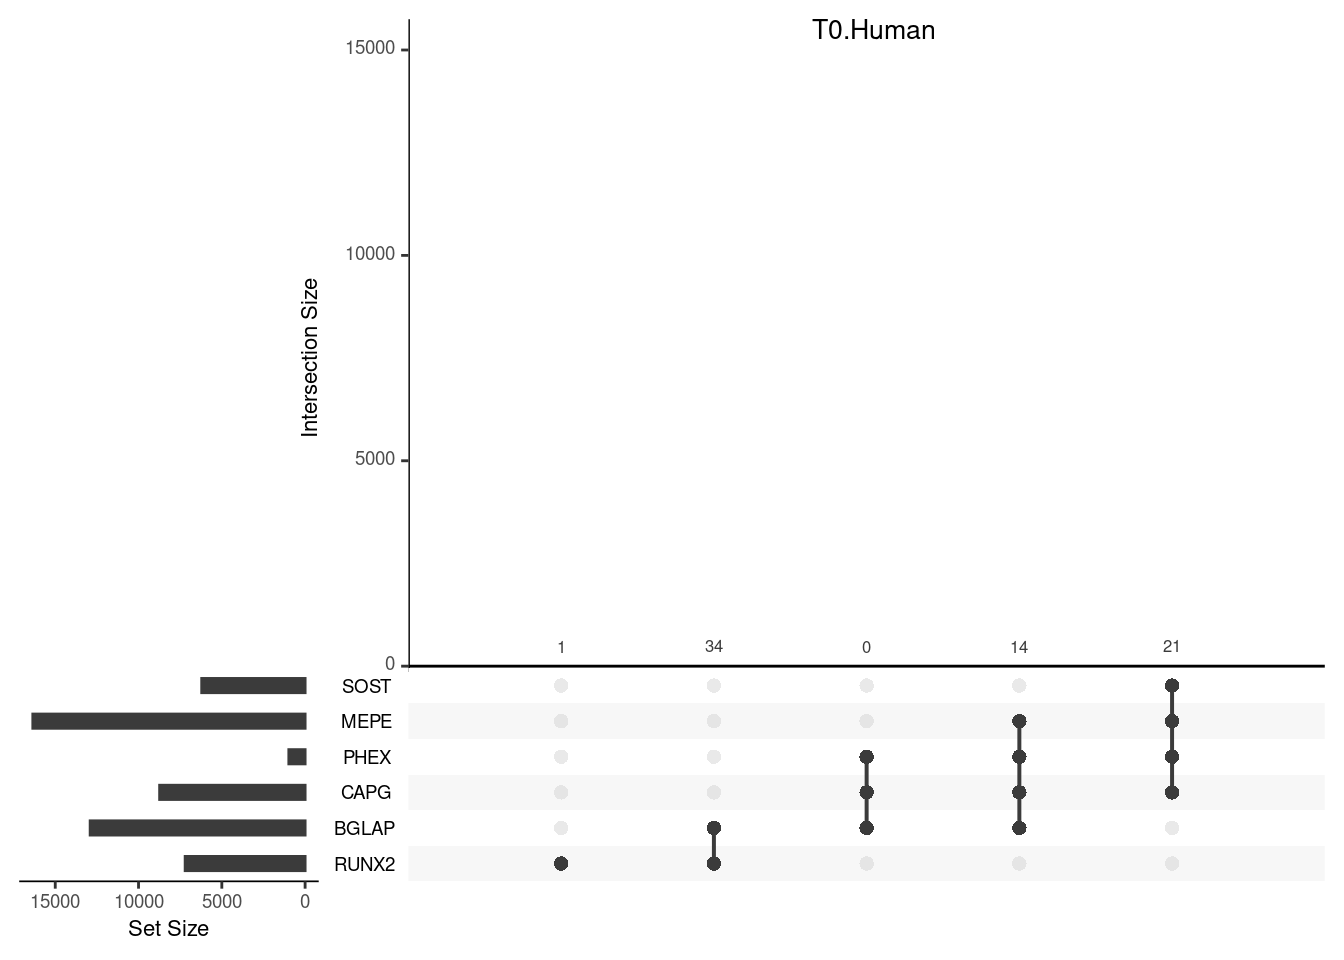 T0.Human
15000
10000
5000
0
Intersection Size
1 34 0 14 21
SOST
MEPE
PHEX
CAPG
BGLAP
RUNX2
15000 10000 5000 0
Set Size